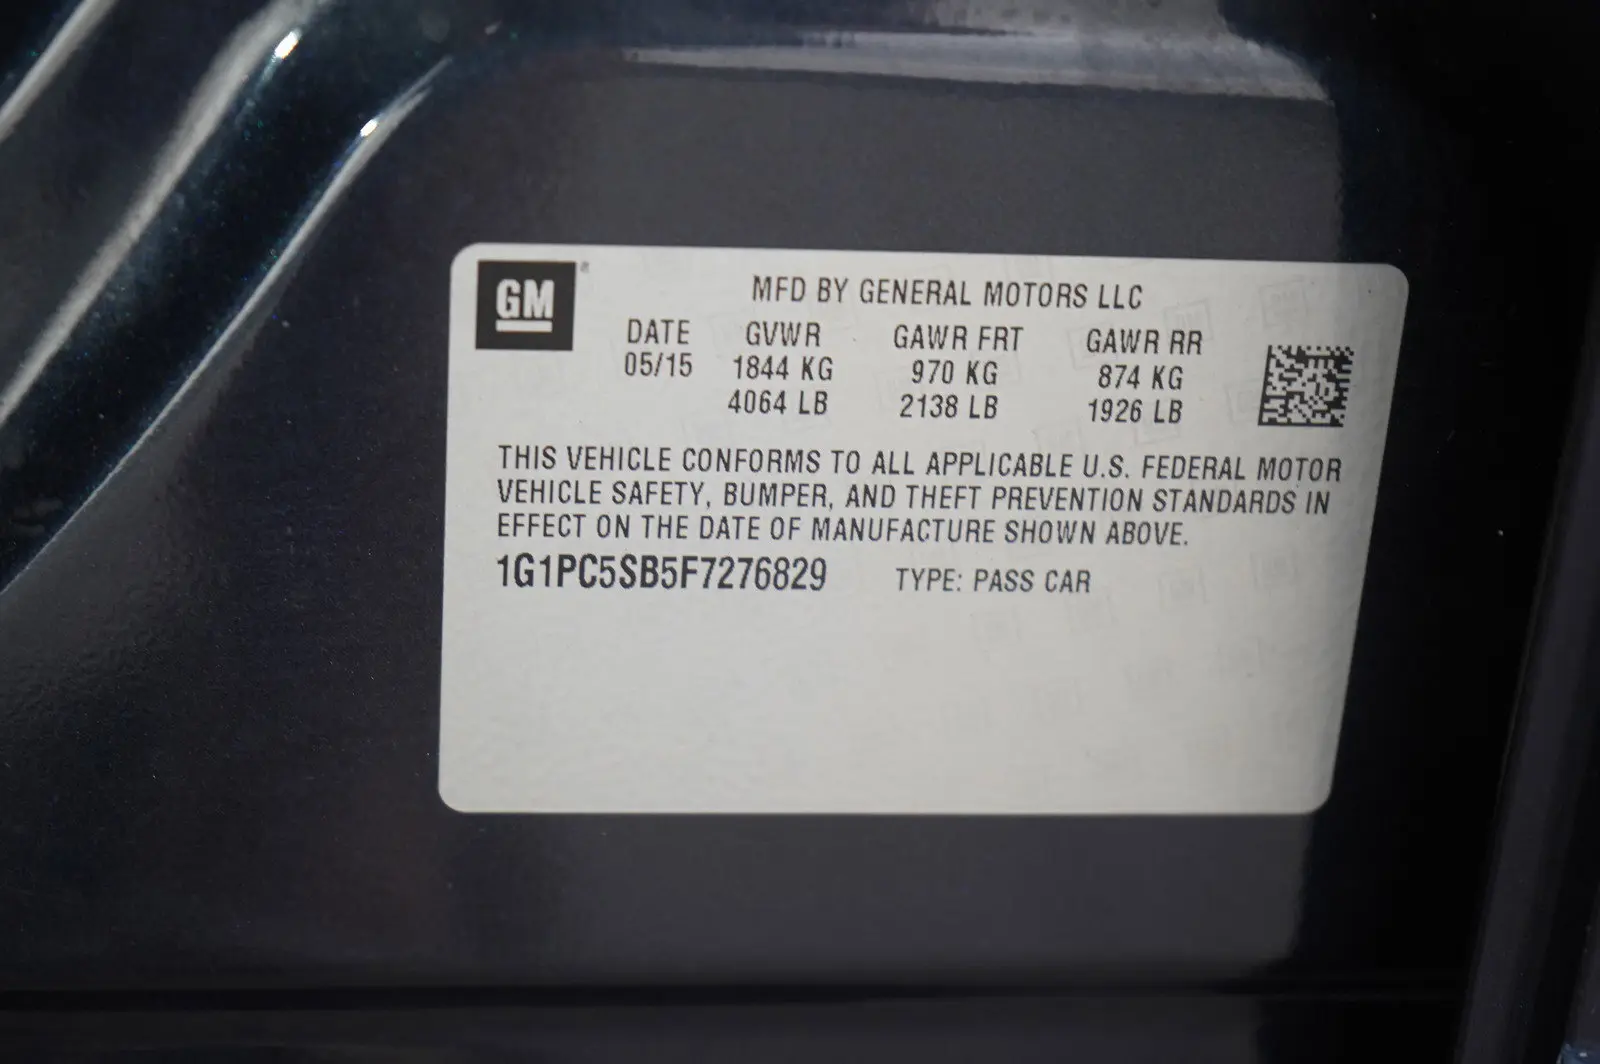 GM ®
MFD BY GENERAL MOTORS LLC
DATE GVWR GAWR FRT GAWR RR
05/15 1844 KG 970 KG 874 KG
4064 LB 2138 LB 1926 LB
THIS VEHICLE CONFORMS TO ALL APPLICABLE U.S. FEDERAL MOTOR
VEHICLE SAFETY, BUMPER, AND THEFT PREVENTION STANDARDS IN
EFFECT ON THE DATE OF MANUFACTURE SHOWN ABOVE.
1G1PC5SB5F7276829 TYPE: PASS CAR